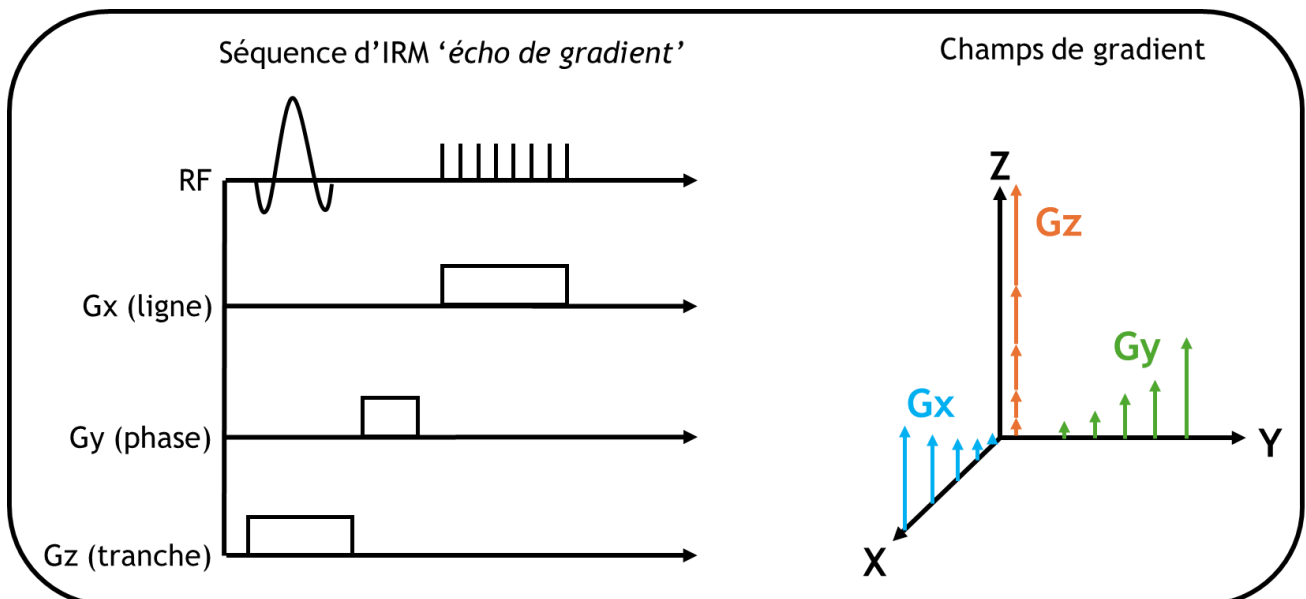 Séquence d’IRM ‘écho de gradient’
Champs de gradient
RF
Gx (ligne)
Gy (phase)
Gz (tranche)
Z
Gz
Gy
Gx
Y
X